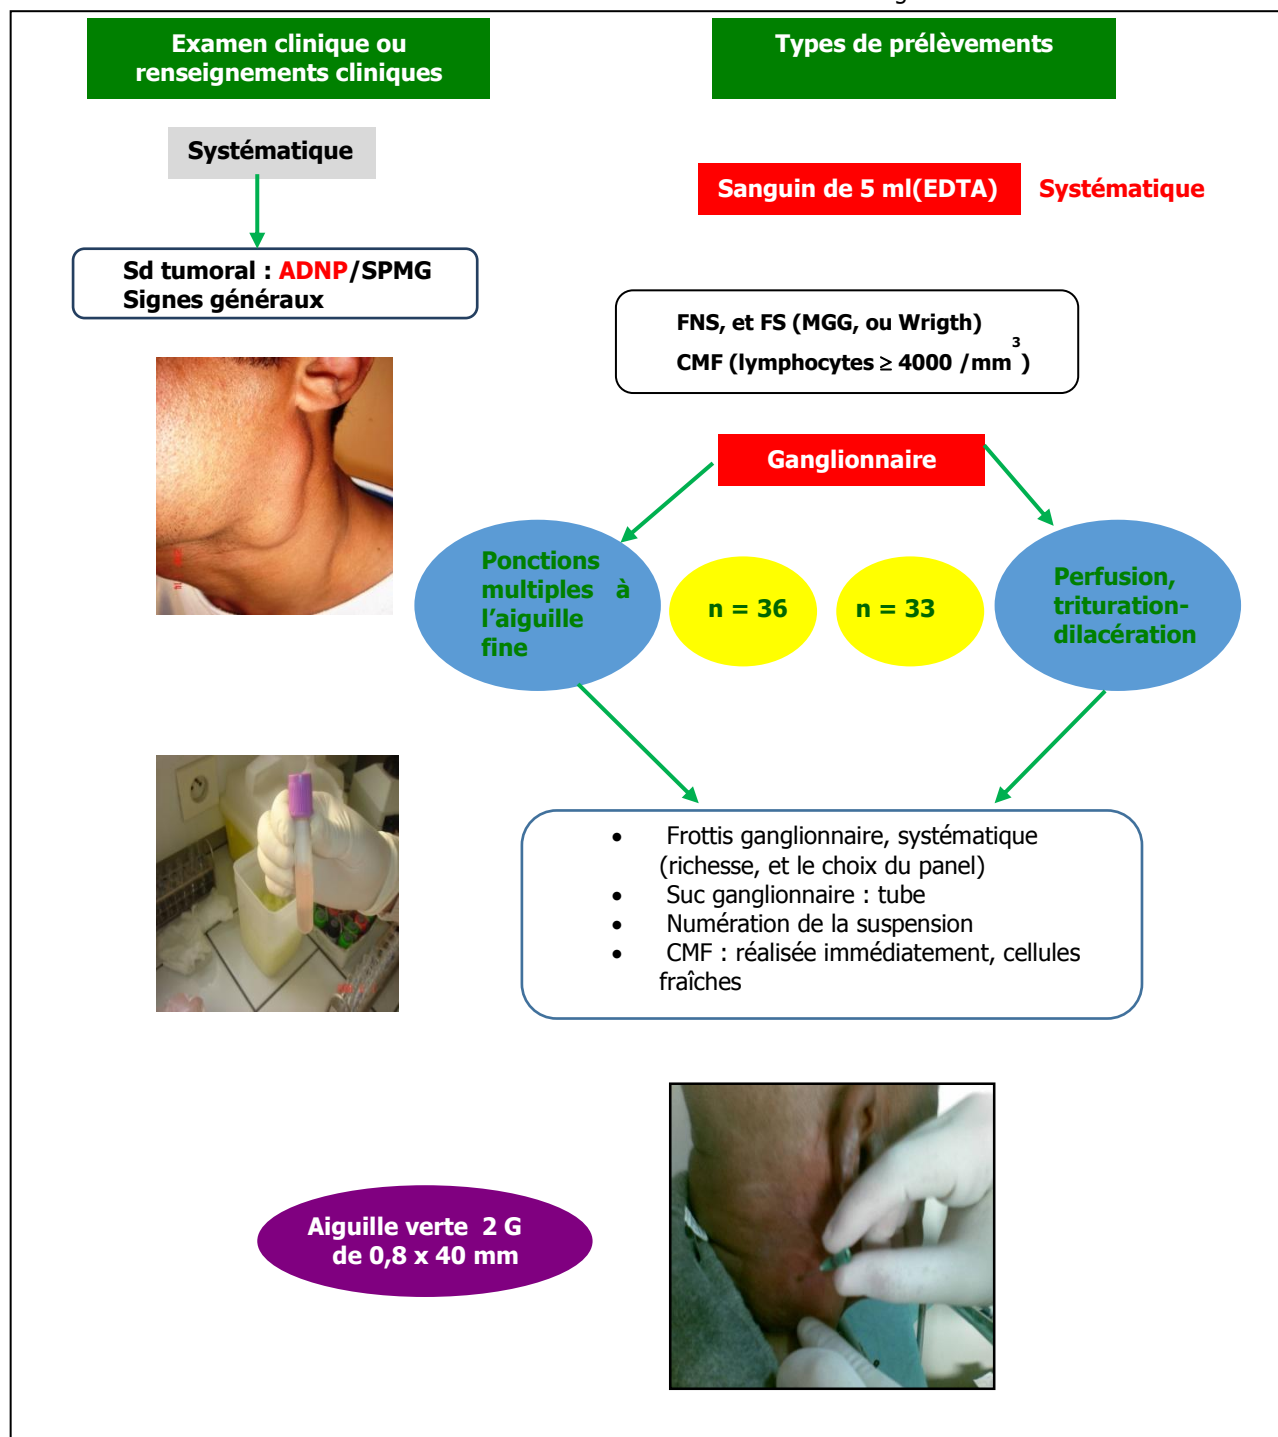 Examen clinique ou
renseignements cliniques
Types de prélèvements
Systématique
Sanguin de 5 ml(EDTA)
Systématique
Sd tumoral : ADNP/SPMG
Signes généraux
FNS, et FS (MGG, ou Wrigth)
CMF (lymphocytes ≥ 4000 /mm³)
Ganglionnaire
Ponctions
multiples à
l’aiguille
fine
n = 36
n = 33
Perfusion,
trituration-
dilacération
• Frottis ganglionnaire, systématique
(richesse, et le choix du panel)
• Suc ganglionnaire : tube
• Numération de la suspension
• CMF : réalisée immédiatement, cellules
fraîches
Aiguille verte 2 G
de 0,8 x 40 mm